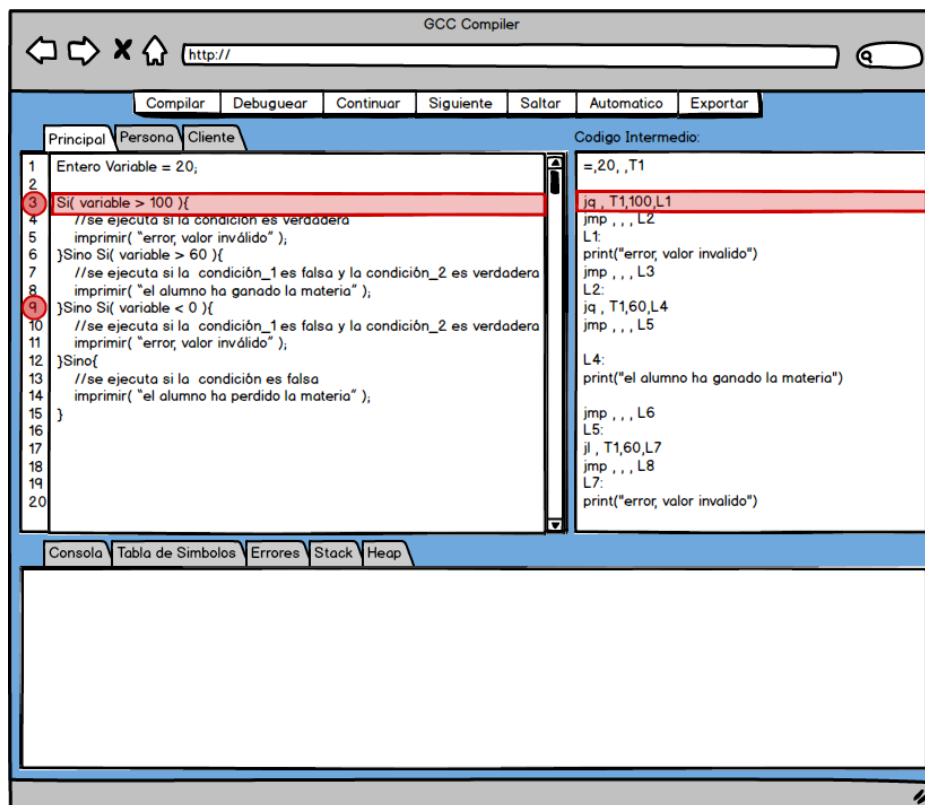 GCC Compiler
http://
Compilar Debuguear Continuar Siguiente Saltar Automatico Exportar
Principal Persona Cliente
1 Entero Variable = 20;
2
3 Si( variable > 100 ){
4 //se ejecuta si la condición es verdadera
5 imprimir( "error, valor inválido" );
6 }Sino Si( variable > 60 ){
7 //se ejecuta si la condición_1 es falsa y la condición_2 es verdadera
8 imprimir( "el alumno ha ganado la materia" );
9 }Sino Si( variable < 0 ){
10 //se ejecuta si la condición_1 es falsa y la condición_2 es verdadera
11 imprimir( "error, valor inválido" );
12 }Sino{
13 //se ejecuta si la condición es falsa
14 imprimir( "el alumno ha perdido la materia" );
15 }
16
17
18
19
20
Codigo Intermedio:
=,20, ,T1
jq , T1,100,L1
jmp , , , L2
L1:
print("error, valor invalido")
jmp , , , L3
L2:
jq , T1,60,L4
jmp , , , L5
L4:
print("el alumno ha ganado la materia")
jmp , , , L6
L5:
jl , T1,60,L7
jmp , , , L8
L7:
print("error, valor invalido")
Consola Tabla de Simbolos Errores Stack Heap